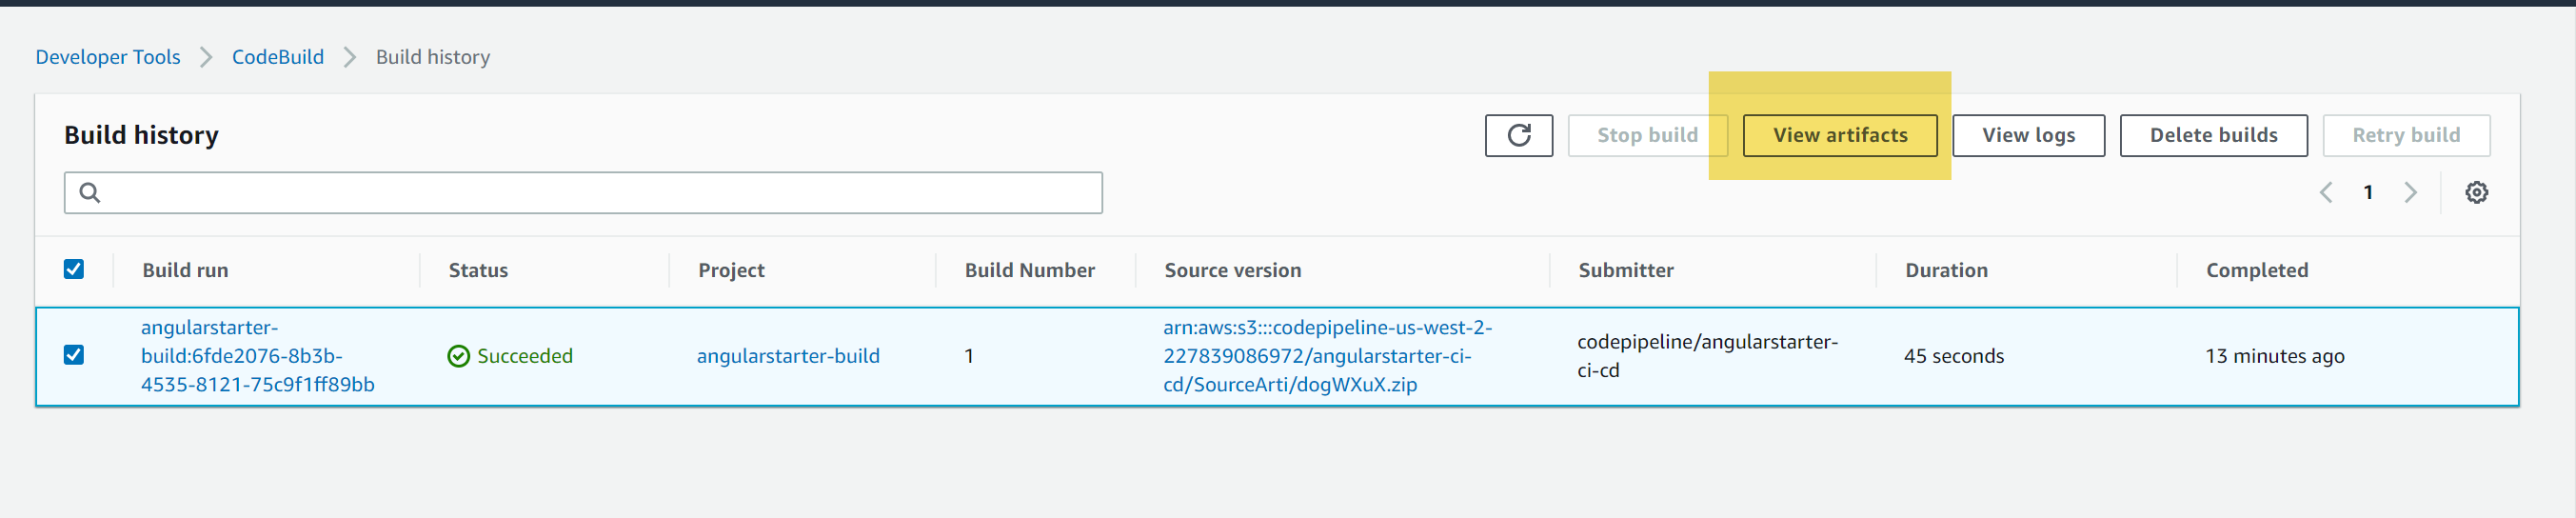 Developer Tools > CodeBuild > Build history
Build history
Stop build View artifacts View logs Delete builds Retry build
1
Build run Status Project Build Number Source version Submitter Duration Completed
angularstarter-
build:6fde2076-8b3b-
4535-8121-75c9f1ff89bb
Succeeded
angularstarter-build
1
arn:aws:s3:::codepipeline-us-west-2-
227839086972/angularstarter-ci-
cd/SourceArti/dogWXuX.zip
codepipeline/angularstarter-
ci-cd
45 seconds
13 minutes ago